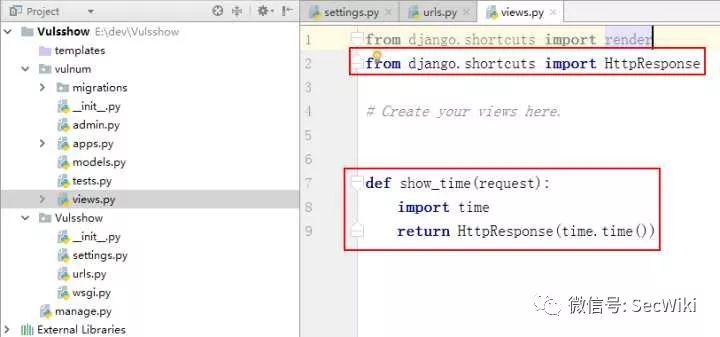 Project
settings.py
urls.py
views.py
Vulsshow E:\dev\Vulsshow
templates
vulnum
migrations
__init__.py
admin.py
apps.py
models.py
tests.py
views.py
Vulsshow
__init__.py
settings.py
urls.py
wsgi.py
manage.py
External Libraries
1 from django.shortcuts import render
2 from django.shortcuts import HttpResponse
3
4 # Create your views here.
5
6
7 def show_time(request):
8 import time
9 return HttpResponse(time.time())
微信号: SecWiki